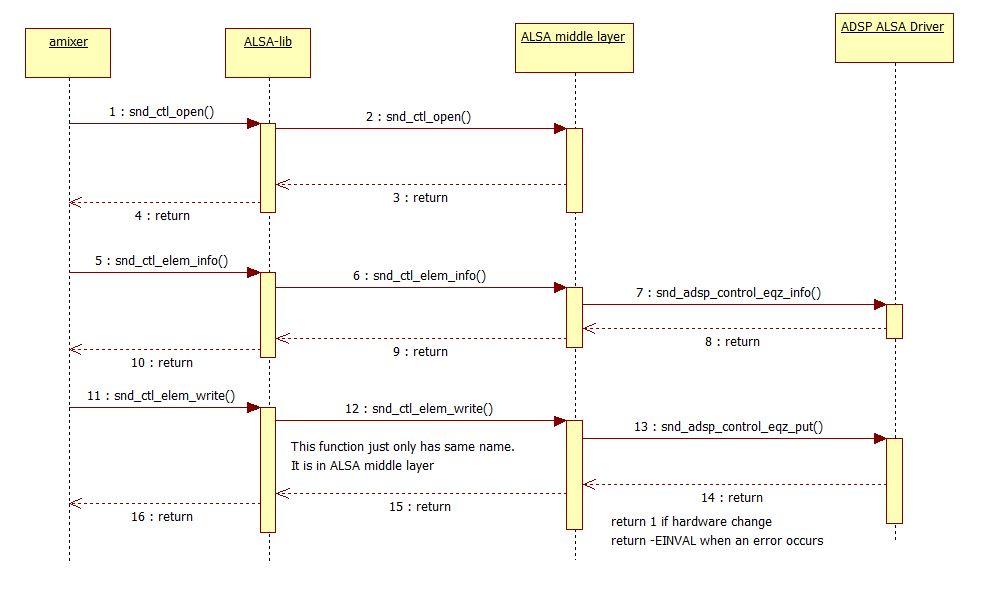 amixer
ALSA-lib
ALSA middle layer
ADSP ALSA Driver
1 : snd_ctl_open()
2 : snd_ctl_open()
3 : return
4 : return
5 : snd_ctl_elem_info()
6 : snd_ctl_elem_info()
7 : snd_adsp_control_eqz_info()
8 : return
9 : return
10 : return
11 : snd_ctl_elem_write()
12 : snd_ctl_elem_write()
13 : snd_adsp_control_eqz_put()
This function just only has same name.
It is in ALSA middle layer
14 : return
15 : return
16 : return
return 1 if hardware change
return -EINVAL when an error occurs